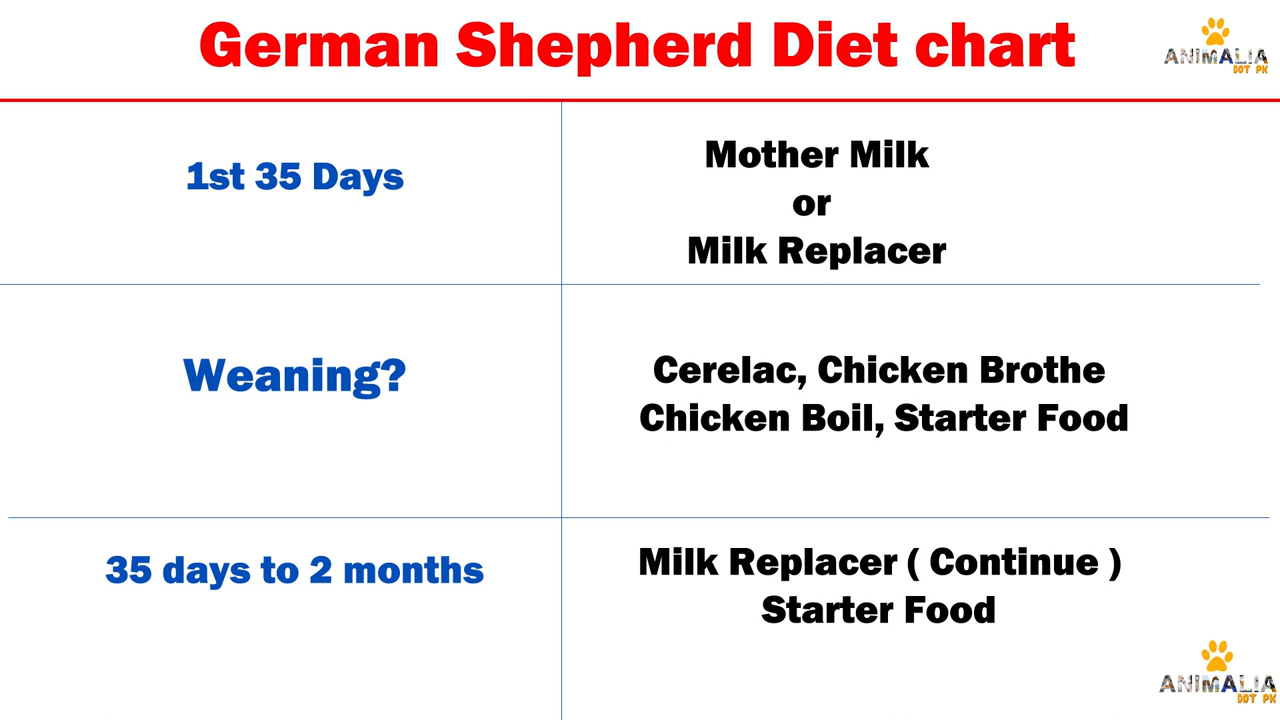 German Shepherd Diet chart
ANIMALIA
DOT PK
1st 35 Days
Mother Milk
or
Milk Replacer
Weaning?
Cerelac, Chicken Brothe
Chicken Boil, Starter Food
35 days to 2 months
Milk Replacer ( Continue )
Starter Food
ANIMALIA
DOT PK